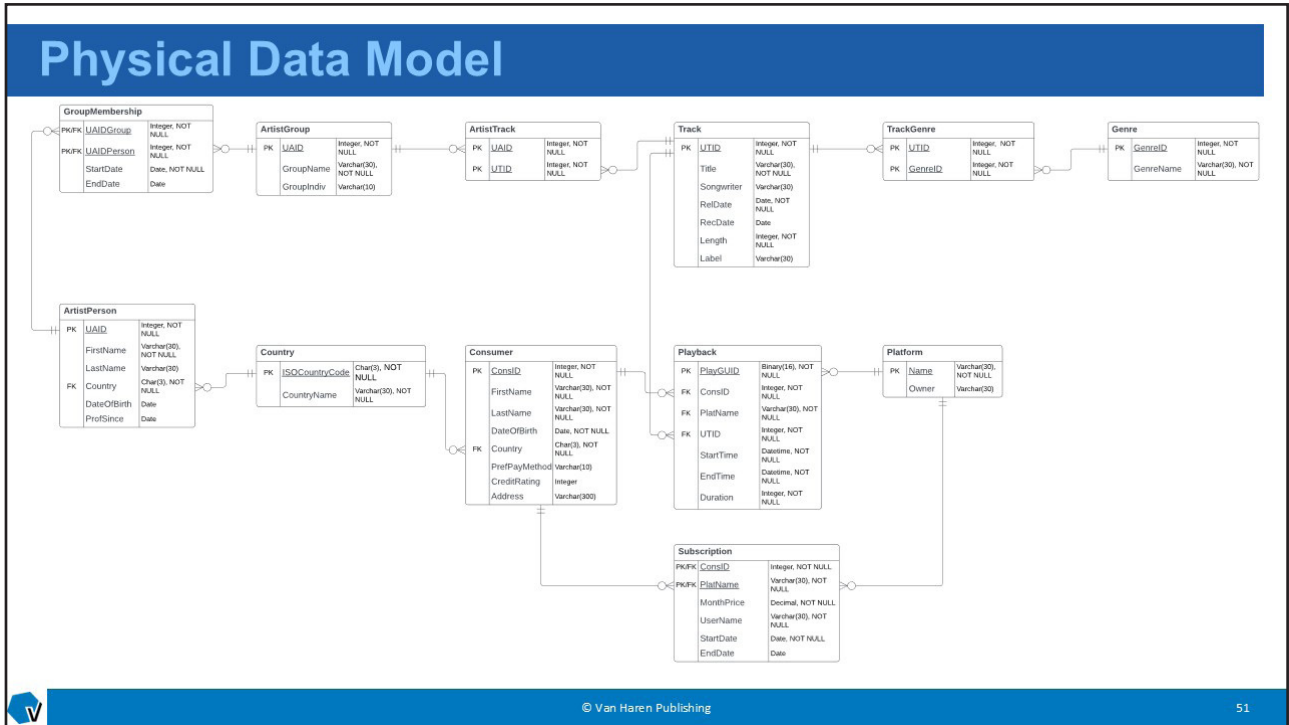 Physical Data Model
GroupMembership
PK/FK UAIDGroup Integer, NOT
NULL
PK/FK UAIDPerson Integer, NOT
NULL
StartDate Date, NOT NULL
EndDate Date
ArtistGroup
PK UAID Integer, NOT
NULL
GroupName Varchar(30),
NOT NULL
GroupIndiv Varchar(10)
ArtistTrack
PK UAID Integer, NOT
NULL
PK UTID Integer, NOT
NULL
Track
PK UTID Integer, NOT
NULL
Title Varchar(30),
NOT NULL
Songwriter Varchar(30)
RelDate Date, NOT
NULL
RecDate Date
Length Integer, NOT
NULL
Label Varchar(30)
TrackGenre
PK UTID Integer, NOT
NULL
PK GenreID Integer, NOT
NULL
Genre
PK GenreID Integer, NOT
NULL
GenreName Varchar(30), NOT
NULL
ArtistPerson
PK UAID Integer, NOT
NULL
FirstName Varchar(30),
NOT NULL
LastName Varchar(30)
FK Country Char(3), NOT
NULL
DateOfBirth Date
ProfSince Date
Country
PK ISOCountryCode Char(3), NOT
NULL
CountryName Varchar(30), NOT
NULL
Consumer
PK ConsID Integer, NOT
NULL
FirstName Varchar(30), NOT
NULL
LastName Varchar(30), NOT
NULL
DateOfBirth Date, NOT NULL
FK Country Char(3), NOT
NULL
PrefPayMethod Varchar(10)
CreditRating Integer
Address Varchar(300)
Playback
PK PlayGUID Binary(16), NOT
NULL
FK ConsID Integer, NOT
NULL
FK PlatName Varchar(30), NOT
NULL
FK UTID Integer, NOT
NULL
StartTime Datetime, NOT
NULL
EndTime Datetime, NOT
NULL
Duration Integer, NOT
NULL
Platform
PK Name Varchar(30),
NOT NULL
Owner Varchar(30)
Subscription
PK/FK ConsID Integer, NOT NULL
PK/FK PlatName Varchar(30), NOT
NULL
MonthPrice Decimal, NOT NULL
UserName Varchar(30), NOT
NULL
StartDate Date, NOT NULL
EndDate Date
V
© Van Haren Publishing
51